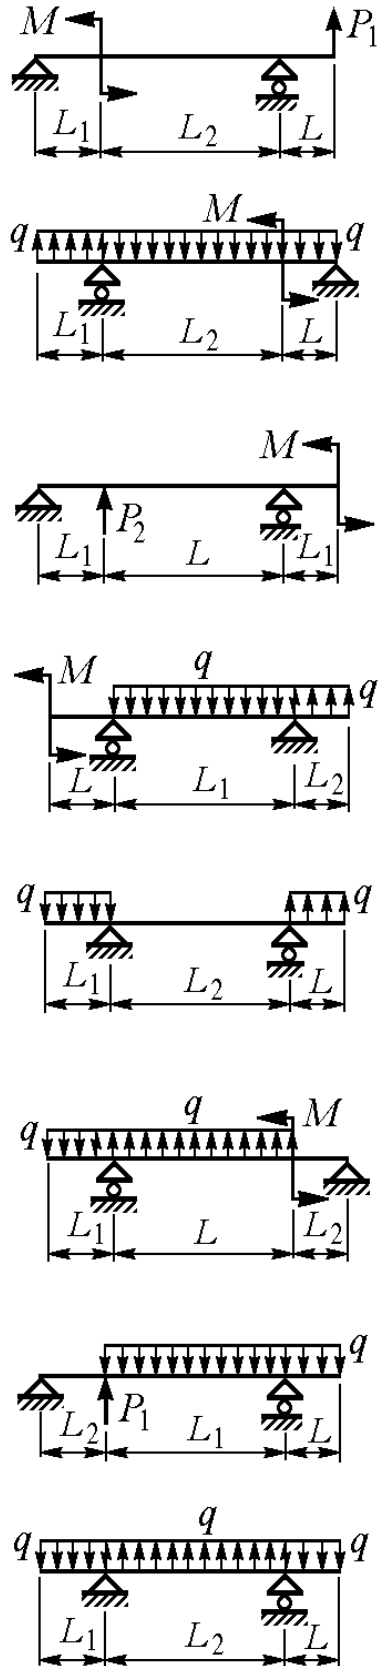 M P₁
L₁ L₂ L
q M q
L₁ L₂ L
M
P₂
L₁ L L₁
M q q
L L₁ L₂
q q
L₁ L₂ L
q q M
L₁ L L₂
q
P₁
L₂ L₁ L
q q q
L₁ L₂ L